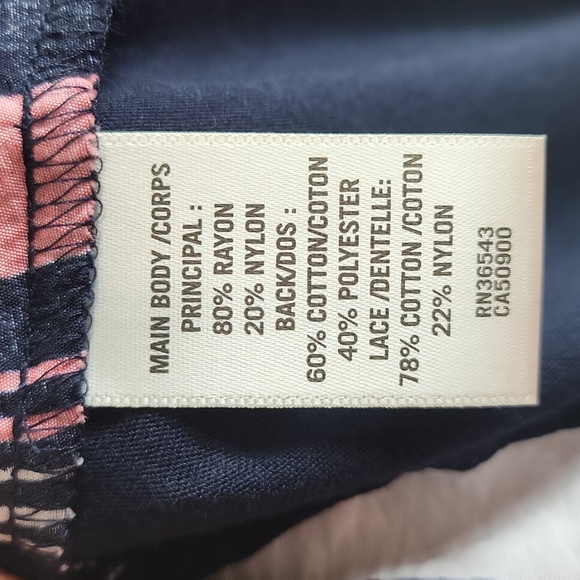 MAIN BODY /CORPS
PRINCIPAL :
80% RAYON
20% NYLON
BACK/DOS :
60% COTTON/COTON
40% POLYESTER
LACE /DENTELLE:
78% COTTON /COTON
22% NYLON
RN36543
CA50900